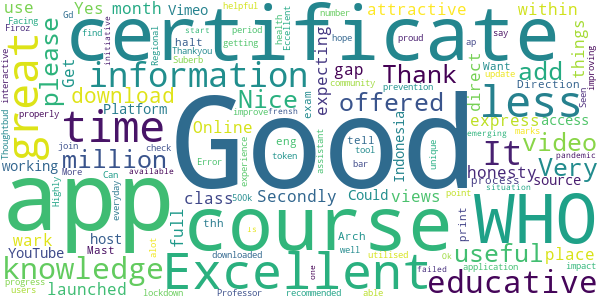 use Yes month Vimeo attractive within
Gd Firoz great please Get Facing
certificate
information
Nice
expecting gap Thank add things
helpful find start period number Regional Thankyou Suberb halt health Excellent initiative getting
community hope proud say ap Want update
interactive
download Platform
offered direct Direction
less
Seen improving
Thoughtbud properly
time
Online
improve frensh exam prevention
express access
emerging marks
join check
million
Good
Indonesia
honesty It video Very
working More Can available
Error eng token assistant tell tool bar unique
process source pandemic
situation
app
class Secondly Could views
experience 500k
Highly everyday
course
WHO
full thh Arch well
print point
YouTube wark host Mast
is
knowledge
Excellent
useful place
ok application impact
progress users launched alot
downloaded one utilised failed
lockdown Professor recommended able
educative